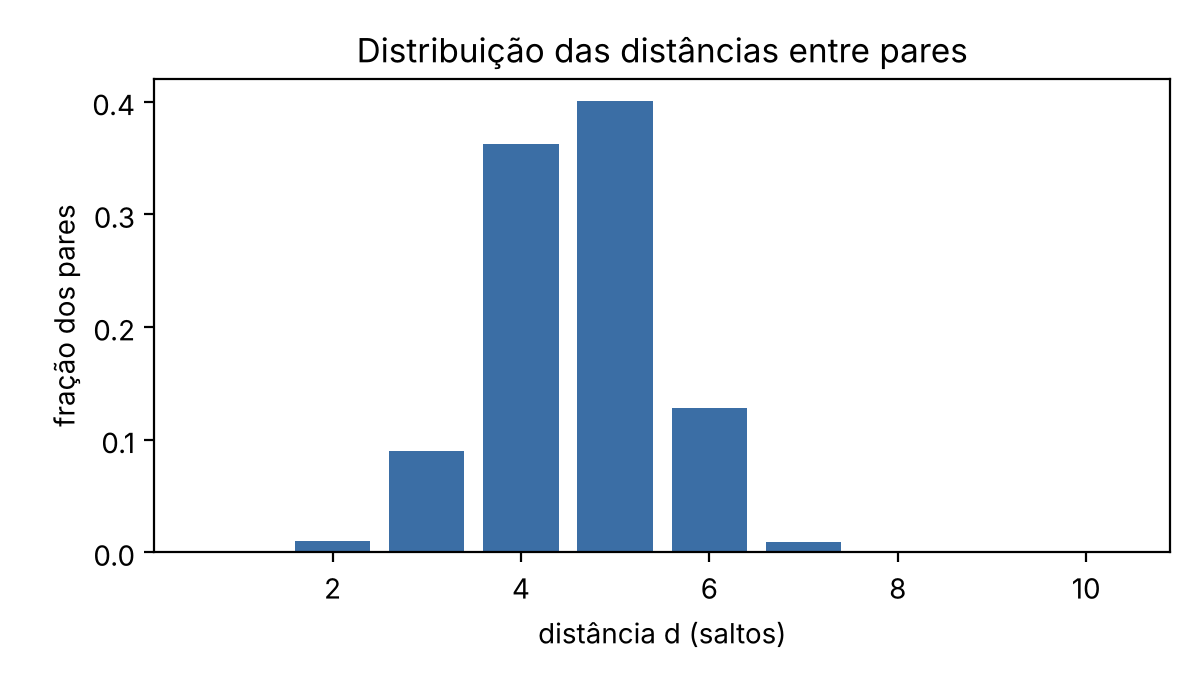 Distribuição das distâncias entre pares
fração dos pares
0.4
0.3
0.2
0.1
0.0
2 4 6 8 10
distância d (saltos)